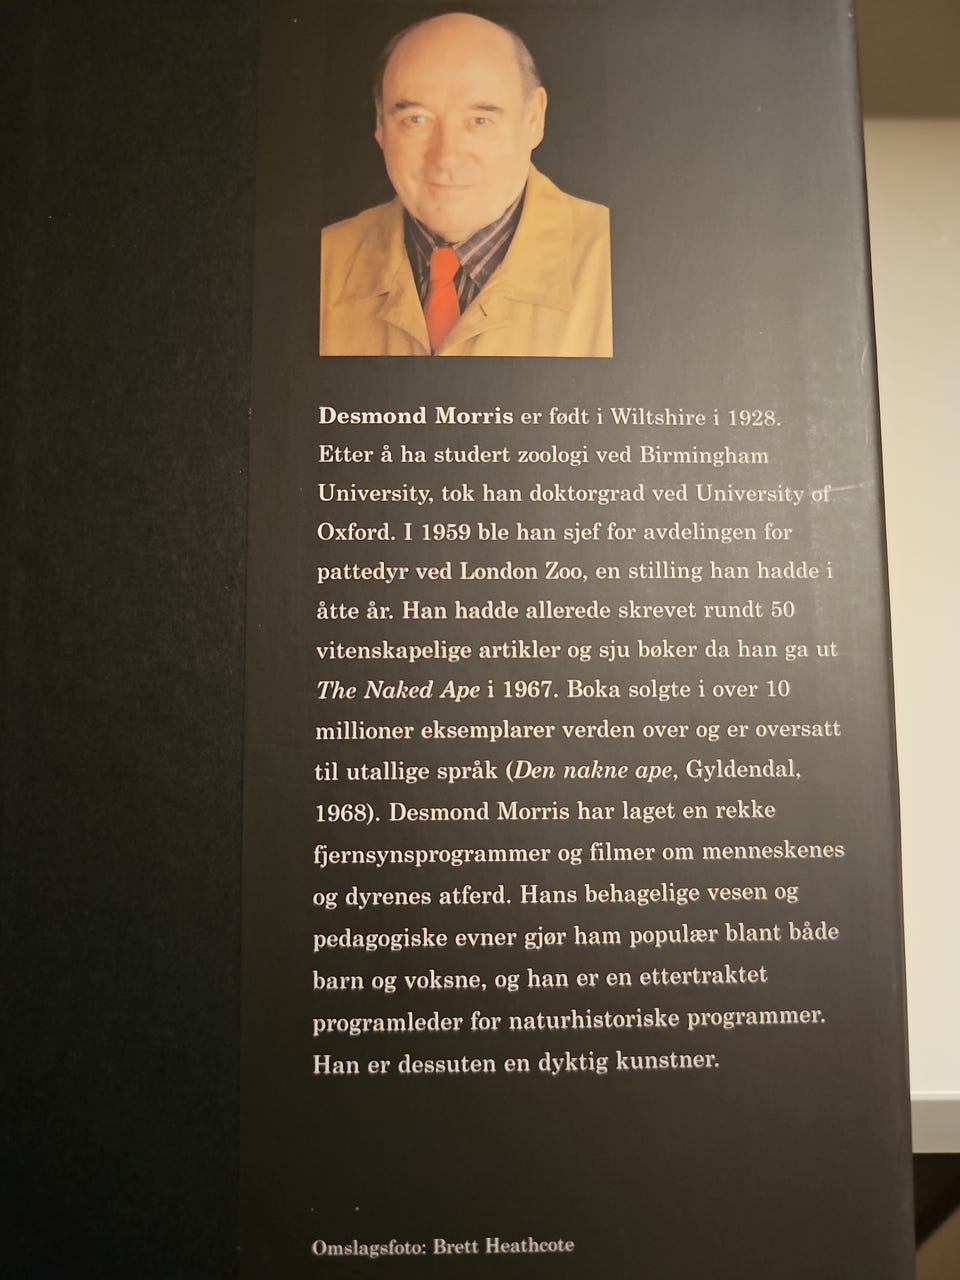 Desmond Morris er født i Wiltshire i 1928.
Etter å ha studert zoologi ved Birmingham
University, tok han doktorgrad ved University of
Oxford. I 1959 ble han sjef for avdelingen for
pattedyr ved London Zoo, en stilling han hadde i
åtte år. Han hadde allerede skrevet rundt 50
vitenskapelige artikler og sju bøker da han ga ut
The Naked Ape i 1967. Boka solgte i over 10
millioner eksemplarer verden over og er oversatt
til utallige språk (Den nakne ape, Gyldendal,
1968). Desmond Morris har laget en rekke
fjernsynsprogrammer og filmer om menneskenes
og dyrenes atferd. Hans behagelige vesen og
pedagogiske evner gjør ham populær blant både
barn og voksne, og han er en ettertraktet
programleder for naturhistoriske programmer.
Han er dessuten en dyktig kunstner.
Omslagsfoto: Brett Heathcote